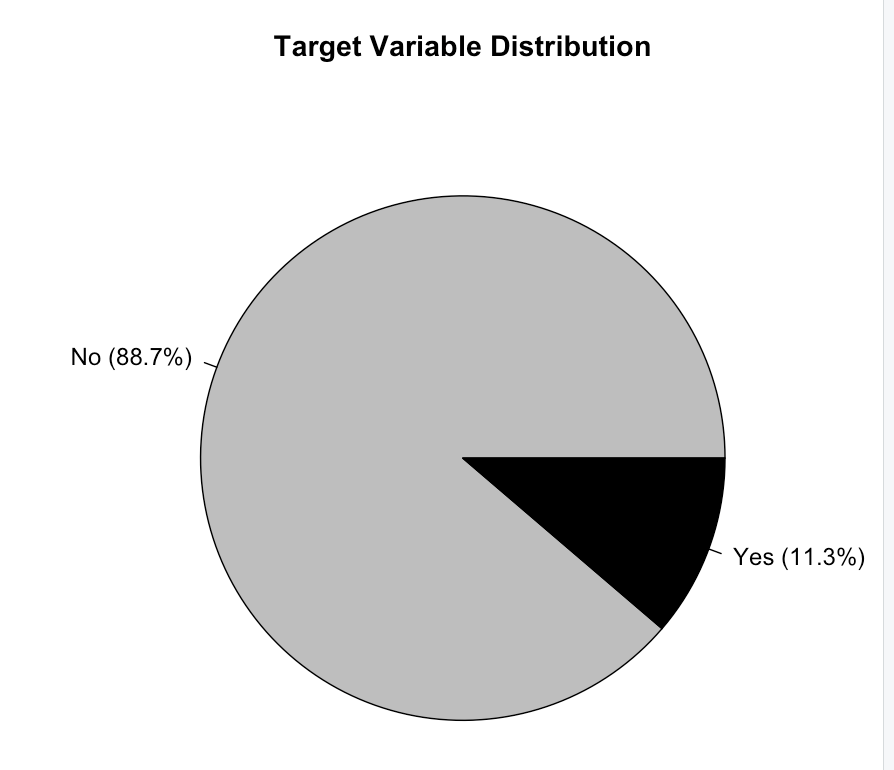 Target Variable Distribution
No (88.7%)
Yes (11.3%)